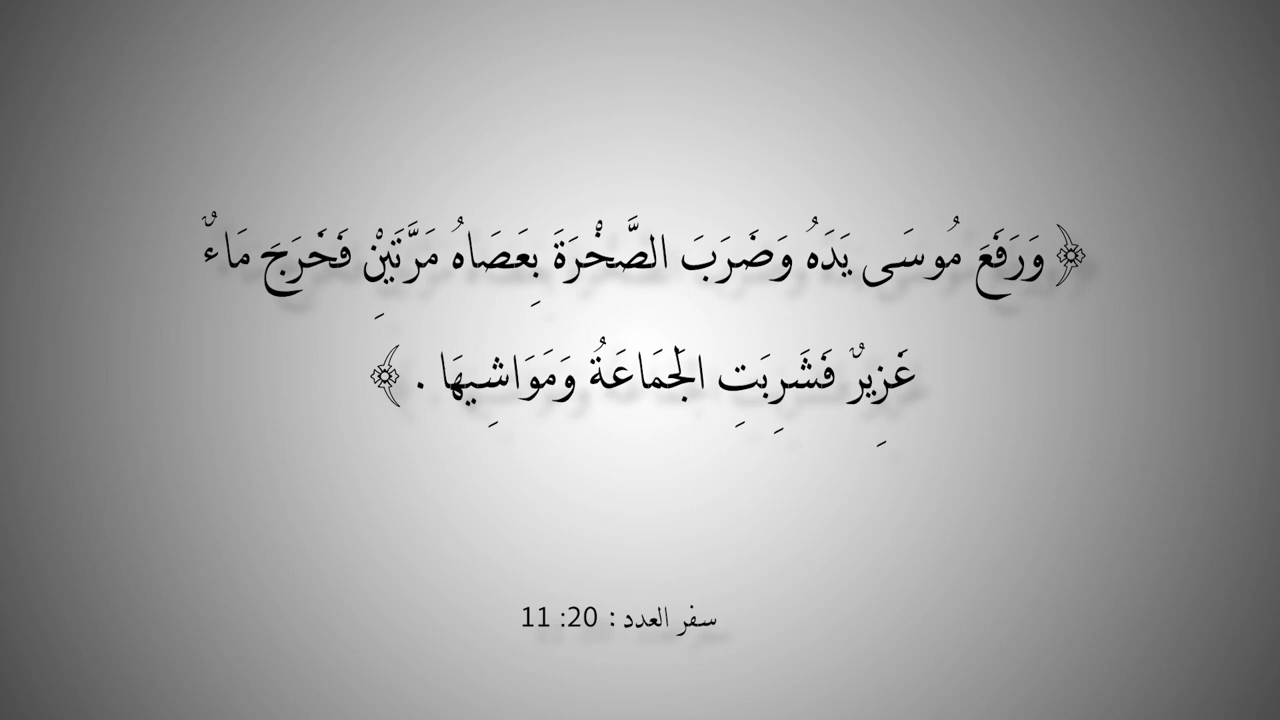 ﴿ وَرَفَعَ مُوسَى يَدَهُ وَضَرَبَ الصَّخْرَةَ بِعَصَاهُ مَرَّتَيْنِ فَخَرَجَ مَاءٌ
غَزِيرٌ فَشَرِبَتِ الْجَمَاعَةُ وَمَوَاشِيهَا . ﴾
سفر العدد : 20: 11